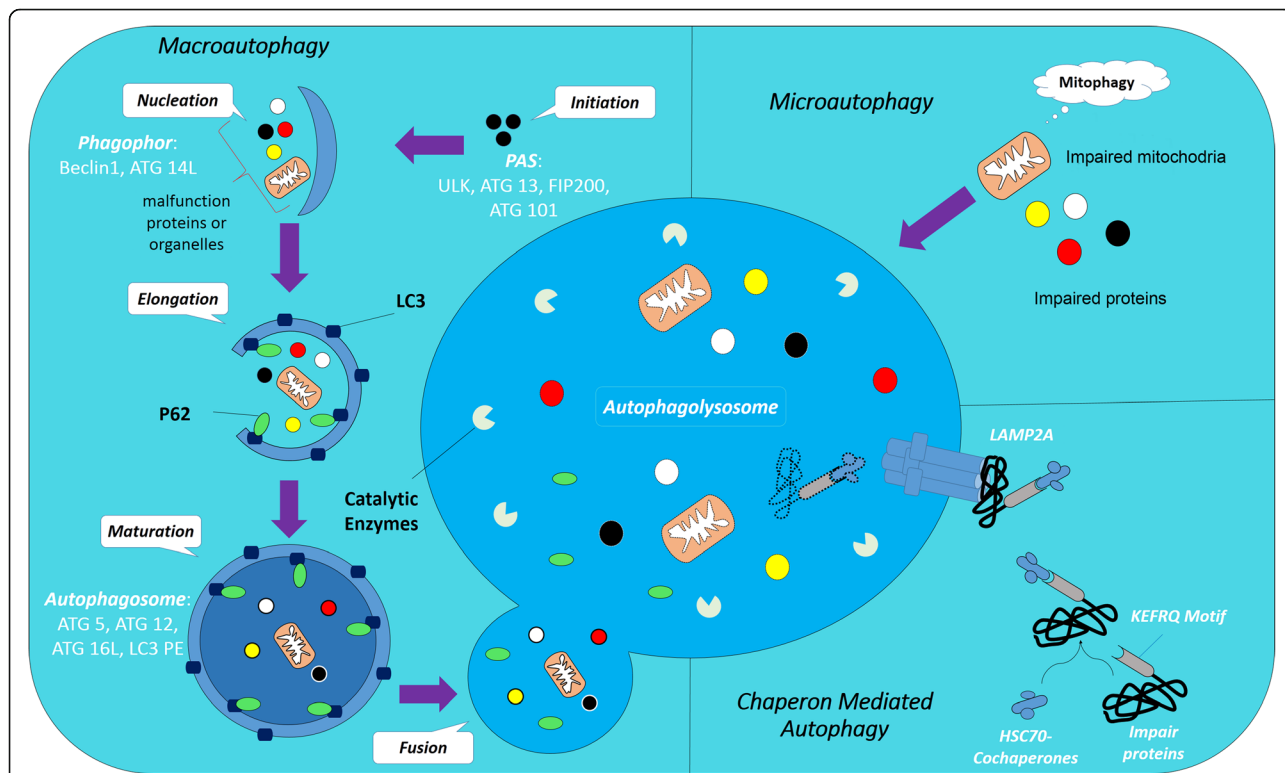 Macroautophagy
Nucleation
Phagophor:
Beclin1, ATG 14L
malfunction
proteins or
organelles
Initiation
PAS:
ULK, ATG 13, FIP200,
ATG 101
Elongation
LC3
P62
Catalytic
Enzymes
Maturation
Autophagosome:
ATG 5, ATG 12,
ATG 16L, LC3 PE
Fusion
Autophagolysosome
Microautophagy
Mitophagy
Impaired mitochodria
Impaired proteins
LAMP2A
KEFRQ Motif
HSC70-
Cochaperones
Impair
proteins
Chaperon Mediated
Autophagy